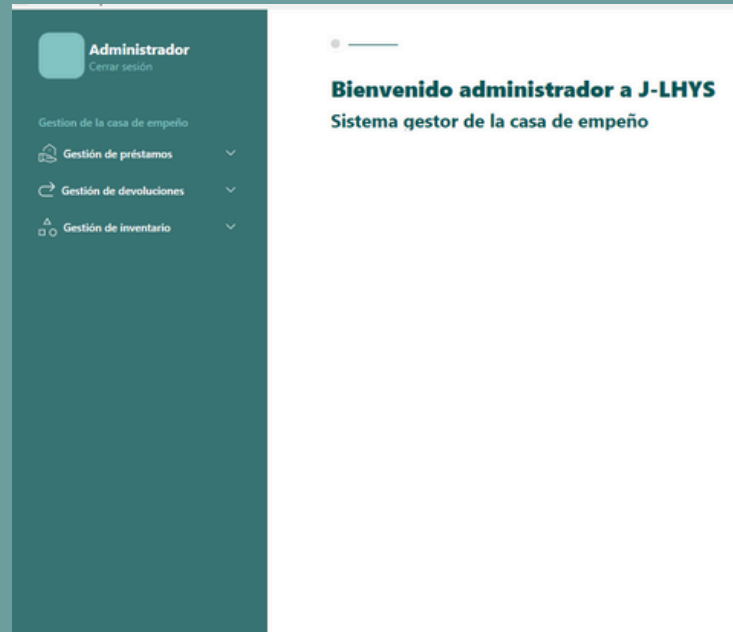 Administrador
Cerrar sesión
Gestion de la casa de empeño
Gestión de préstamos
Gestión de devoluciones
Gestión de inventario
Bienvenido administrador a J-LHYS
Sistema gestor de la casa de empeño